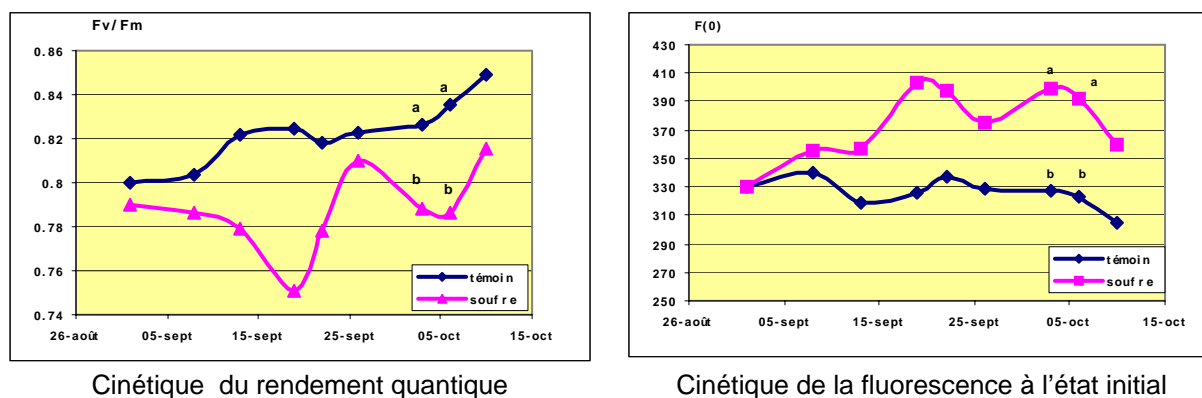 Fv/Fm
0.86
0.84
0.82
0.8
0.78
0.76
0.74
a
a
b
b
témoin
soufre
26-août 05-sept 15-sept 25-sept 05-oct 15-oct
Cinétique du rendement quantique
F(0)
430
410
390
370
350
330
310
290
270
250
a
a
b
b
témoin
soufre
26-août 05-sept 15-sept 25-sept 05-oct 15-oct
Cinétique de la fluorescence à l'état initial